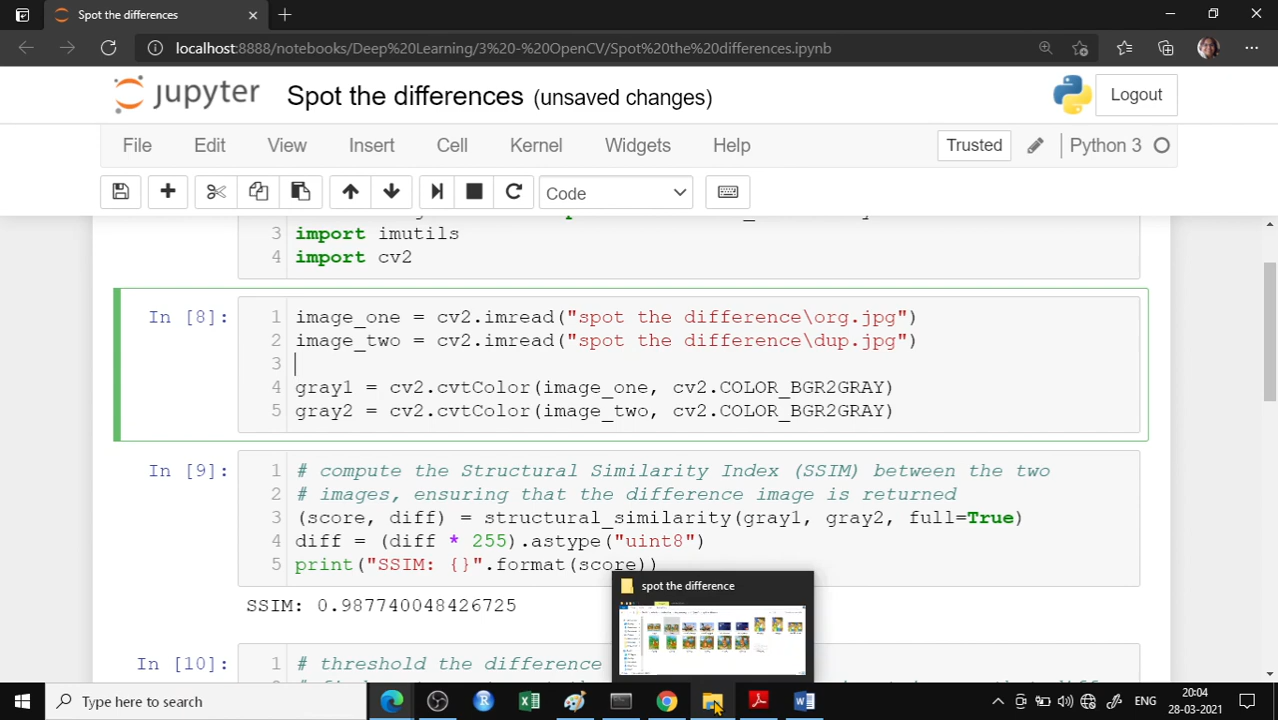 Spot the differences
localhost:8888/notebooks/Deep%20Learning/3%20-%20OpenCV/Spot%20the%20differences.ipynb
jupyter Spot the differences (unsaved changes) Logout
File Edit View Insert Cell Kernel Widgets Help Trusted Python 3
Code
3 import imutils
4 import cv2
In [8]: 1 image_one = cv2.imread("spot the difference\org.jpg")
2 image_two = cv2.imread("spot the difference\dup.jpg")
3
4 gray1 = cv2.cvtColor(image_one, cv2.COLOR_BGR2GRAY)
5 gray2 = cv2.cvtColor(image_two, cv2.COLOR_BGR2GRAY)
In [9]: 1 # compute the Structural Similarity Index (SSIM) between the two
2 # images, ensuring that the difference image is returned
3 (score, diff) = structural_similarity(gray1, gray2, full=True)
4 diff = (diff * 255).astype("uint8")
5 print("SSIM: {}".format(score))
spot the difference
SSIM: 0.987740048426725
In [10]: 1 # threshold the difference
Type here to search
ENG
20:04
28-03-2021